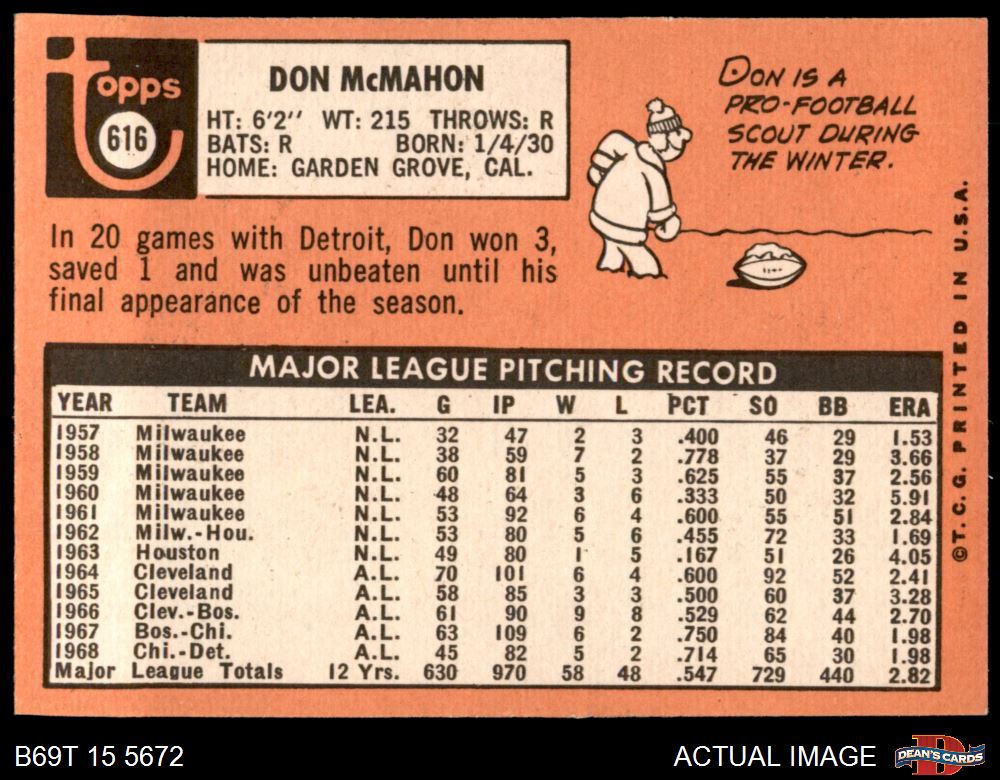 Topps
616
DON McMAHON
HT: 6'2" WT: 215 THROWS: R
BATS: R BORN: 1/4/30
HOME: GARDEN GROVE, CAL.
DON IS A
PRO-FOOTBALL
SCOUT DURING
THE WINTER.
In 20 games with Detroit, Don won 3,
saved 1 and was unbeaten until his
final appearance of the season.
MAJOR LEAGUE PITCHING RECORD
YEAR TEAM LEA. G IP W L PCT SO BB ERA
1957 Milwaukee N.L. 32 47 2 3 .400 46 29 1.53
1958 Milwaukee N.L. 38 59 7 2 .778 37 29 3.66
1959 Milwaukee N.L. 60 81 5 3 .625 55 37 2.56
1960 Milwaukee N.L. 48 64 3 6 .333 50 32 5.91
1961 Milwaukee N.L. 53 92 6 4 .600 55 51 2.84
1962 Milw.-Hou. N.L. 53 80 5 6 .455 72 33 1.69
1963 Houston N.L. 49 80 1 5 .167 51 26 4.05
1964 Cleveland A.L. 70 101 6 4 .600 92 52 2.41
1965 Cleveland A.L. 58 85 3 3 .500 60 37 3.28
1966 Clev.-Bos. A.L. 61 90 9 8 .529 62 44 2.70
1967 Bos.-Chi. A.L. 63 109 6 2 .750 84 40 1.98
1968 Chi.-Det. A.L. 45 82 5 2 .714 65 30 1.98
Major League Totals 12 Yrs. 630 970 58 48 .547 729 440 2.82
©T.C.G. PRINTED IN U.S.A.
B69T 15 5672
ACTUAL IMAGE
DEAN'S CARDS